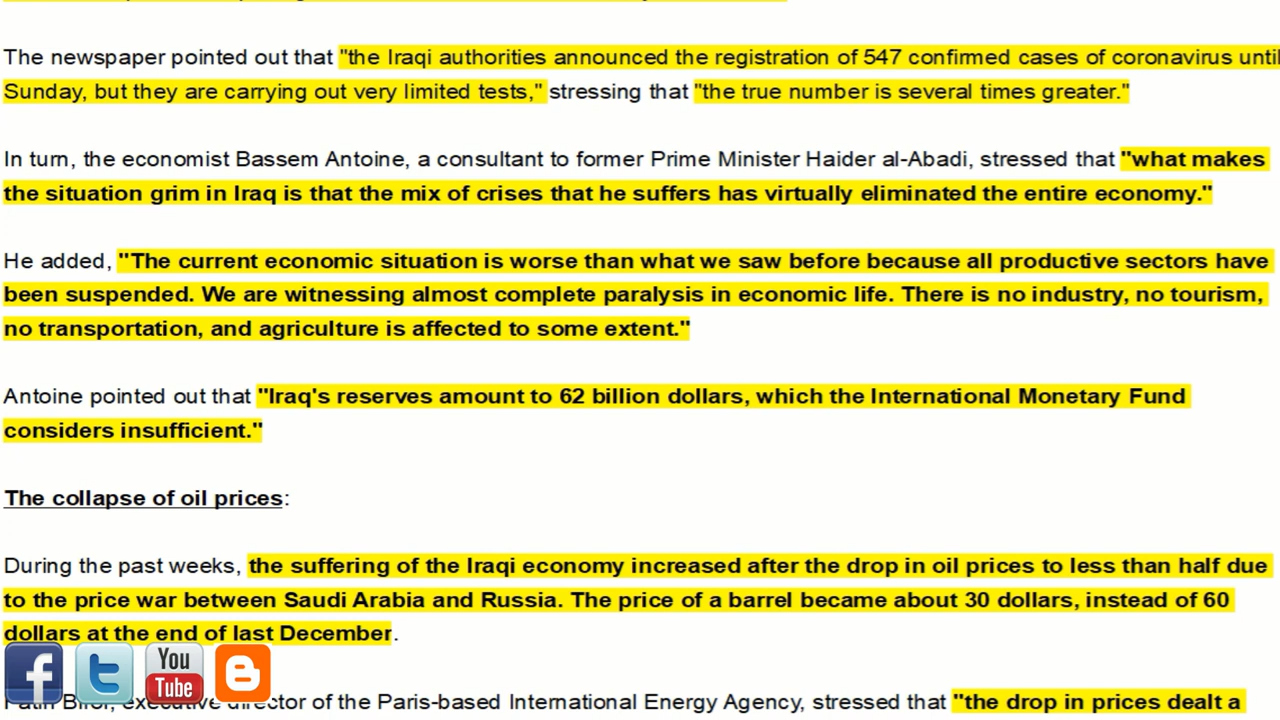 The newspaper pointed out that "the Iraqi authorities announced the registration of 547 confirmed cases of coronavirus until
Sunday, but they are carrying out very limited tests," stressing that "the true number is several times greater."
In turn, the economist Bassem Antoine, a consultant to former Prime Minister Haider al-Abadi, stressed that "what makes
the situation grim in Iraq is that the mix of crises that he suffers has virtually eliminated the entire economy."
He added, "The current economic situation is worse than what we saw before because all productive sectors have
been suspended. We are witnessing almost complete paralysis in economic life. There is no industry, no tourism,
no transportation, and agriculture is affected to some extent."
Antoine pointed out that "Iraq's reserves amount to 62 billion dollars, which the International Monetary Fund
considers insufficient."
The collapse of oil prices:
During the past weeks, the suffering of the Iraqi economy increased after the drop in oil prices to less than half due
to the price war between Saudi Arabia and Russia. The price of a barrel became about 30 dollars, instead of 60
dollars at the end of last December.
You
Tube
executive director of the Paris-based International Energy Agency, stressed that "the drop in prices dealt a